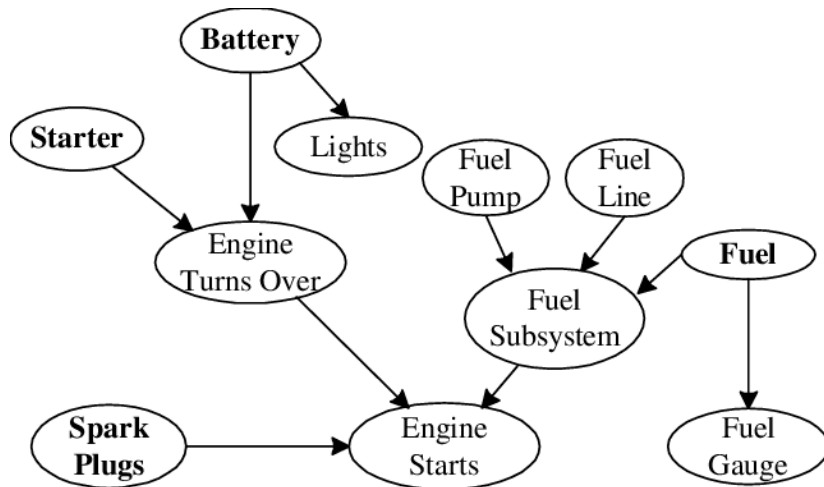 Battery
Starter
Lights
Fuel
Pump
Fuel
Line
Engine
Turns Over
Fuel
Fuel
Subsystem
Spark
Plugs
Engine
Starts
Fuel
Gauge